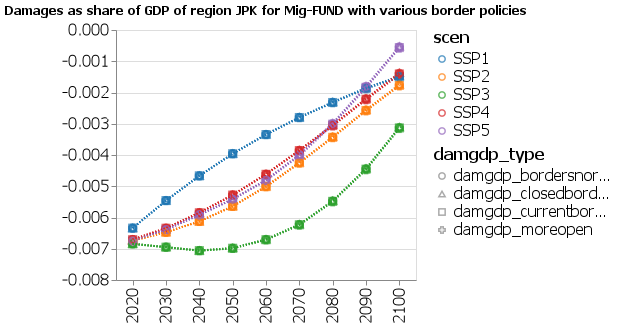 Damages as share of GDP of region JPK for Mig-FUND with various border policies
0.000
-0.001
-0.002
-0.003
-0.004
-0.005
-0.006
-0.007
-0.008
2020
2030
2040
2050
2060
2070
2080
2090
2100
scen
SSP1
SSP2
SSP3
SSP4
SSP5
damgdp_type
damgdp_bordersnor...
damgdp_closedbord...
damgdp_currentbor...
damgdp_moreopen